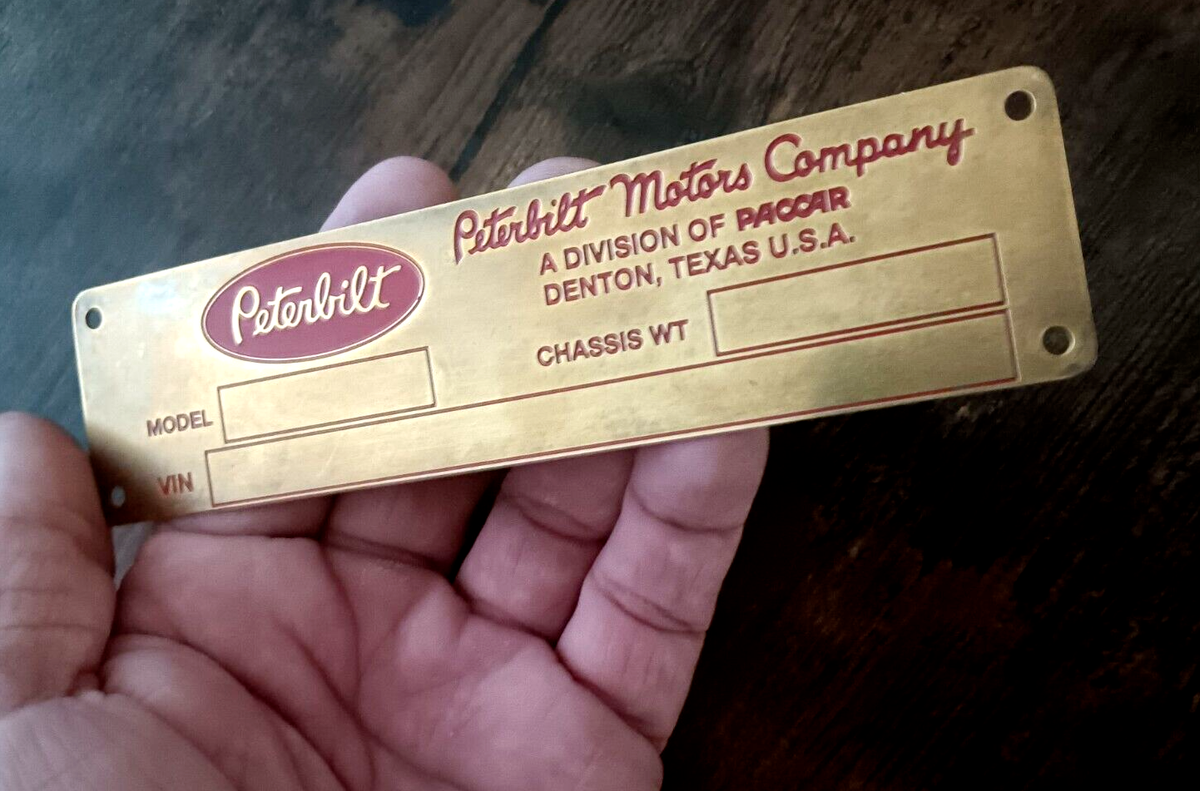 Peterbilt
Peterbilt Motors Company
A DIVISION OF PACCAR
DENTON, TEXAS U.S.A.
CHASSIS WT
MODEL
VIN